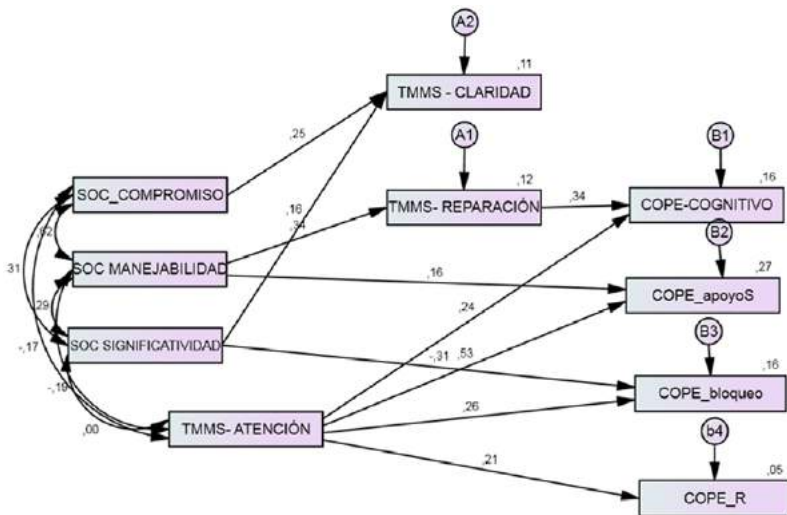 A2
,11
TMMS - CLARIDAD
,25
A1
B1
,12
,16
SOC_COMPROMISO
,16
TMMS- REPARACIÓN
,34
COPE-COGNITIVO
,34
,62
B2
SOC MANEJABILIDAD
,16
,27
,31
COPE_apoyoS
,24
,29
B3
SOC SIGNIFICATIVIDAD
-,31
,53
,16
-,17
COPE_bloqueo
-,19
,26
TMMS- ATENCIÓN
b4
,00
,21
,05
COPE_R